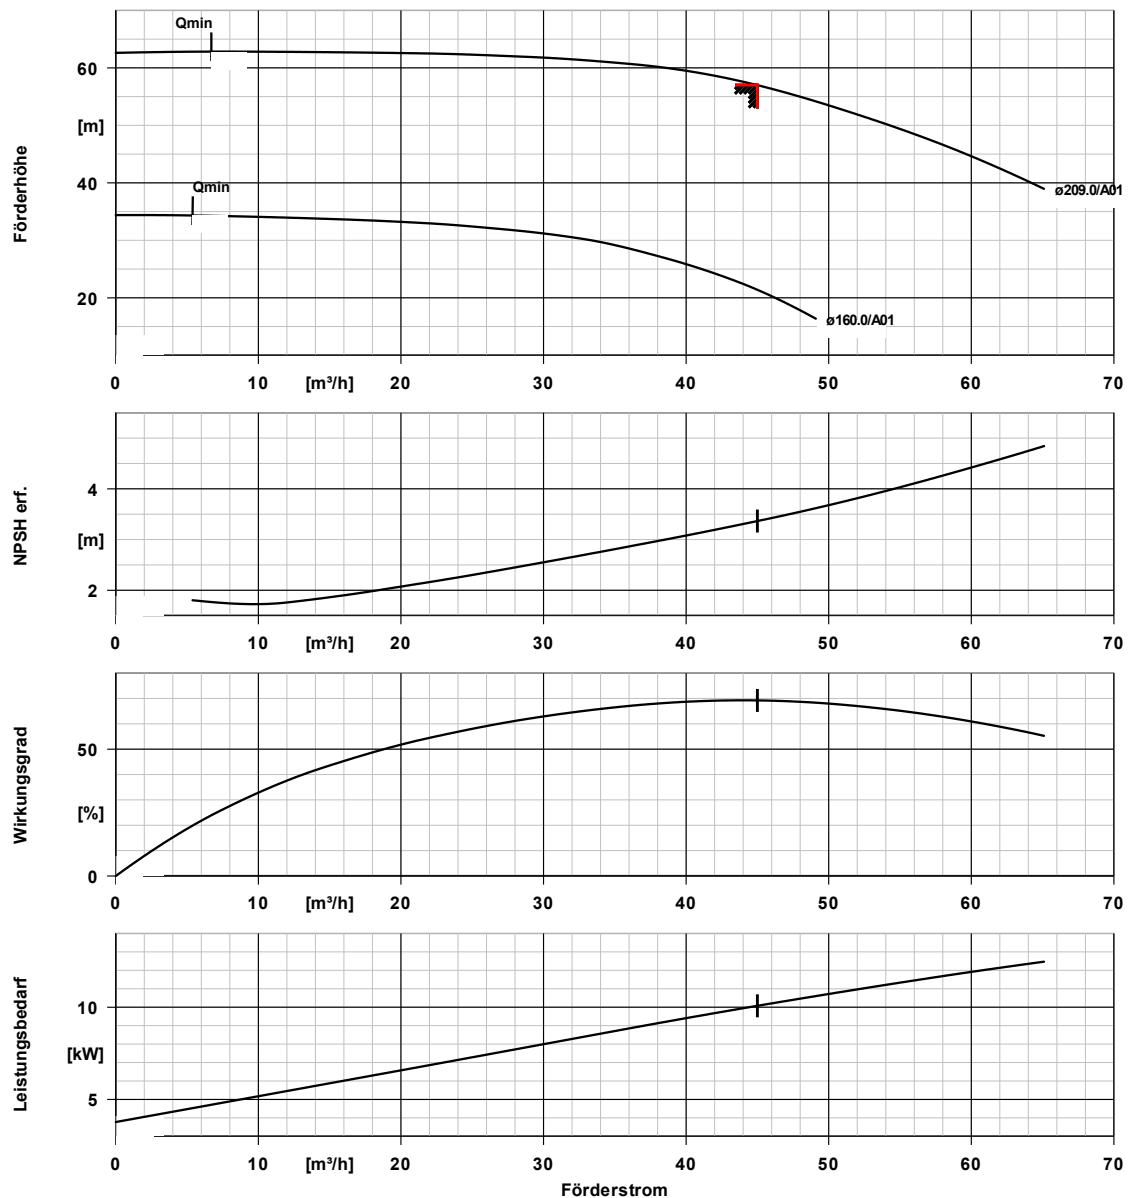 Qmin
60
[m]
Förderhöhe
Qmin
40
ø209.0/A01
20
ø160.0/A01
0 10 [m³/h] 20 30 40 50 60 70
NPSH erf.
4
[m]
2
0 10 [m³/h] 20 30 40 50 60 70
Wirkungsgrad
50
[%]
0
0 10 [m³/h] 20 30 40 50 60 70
Leistungsbedarf
10
[kW]
5
0 10 [m³/h] 20 30 40 50 60 70
Förderstrom